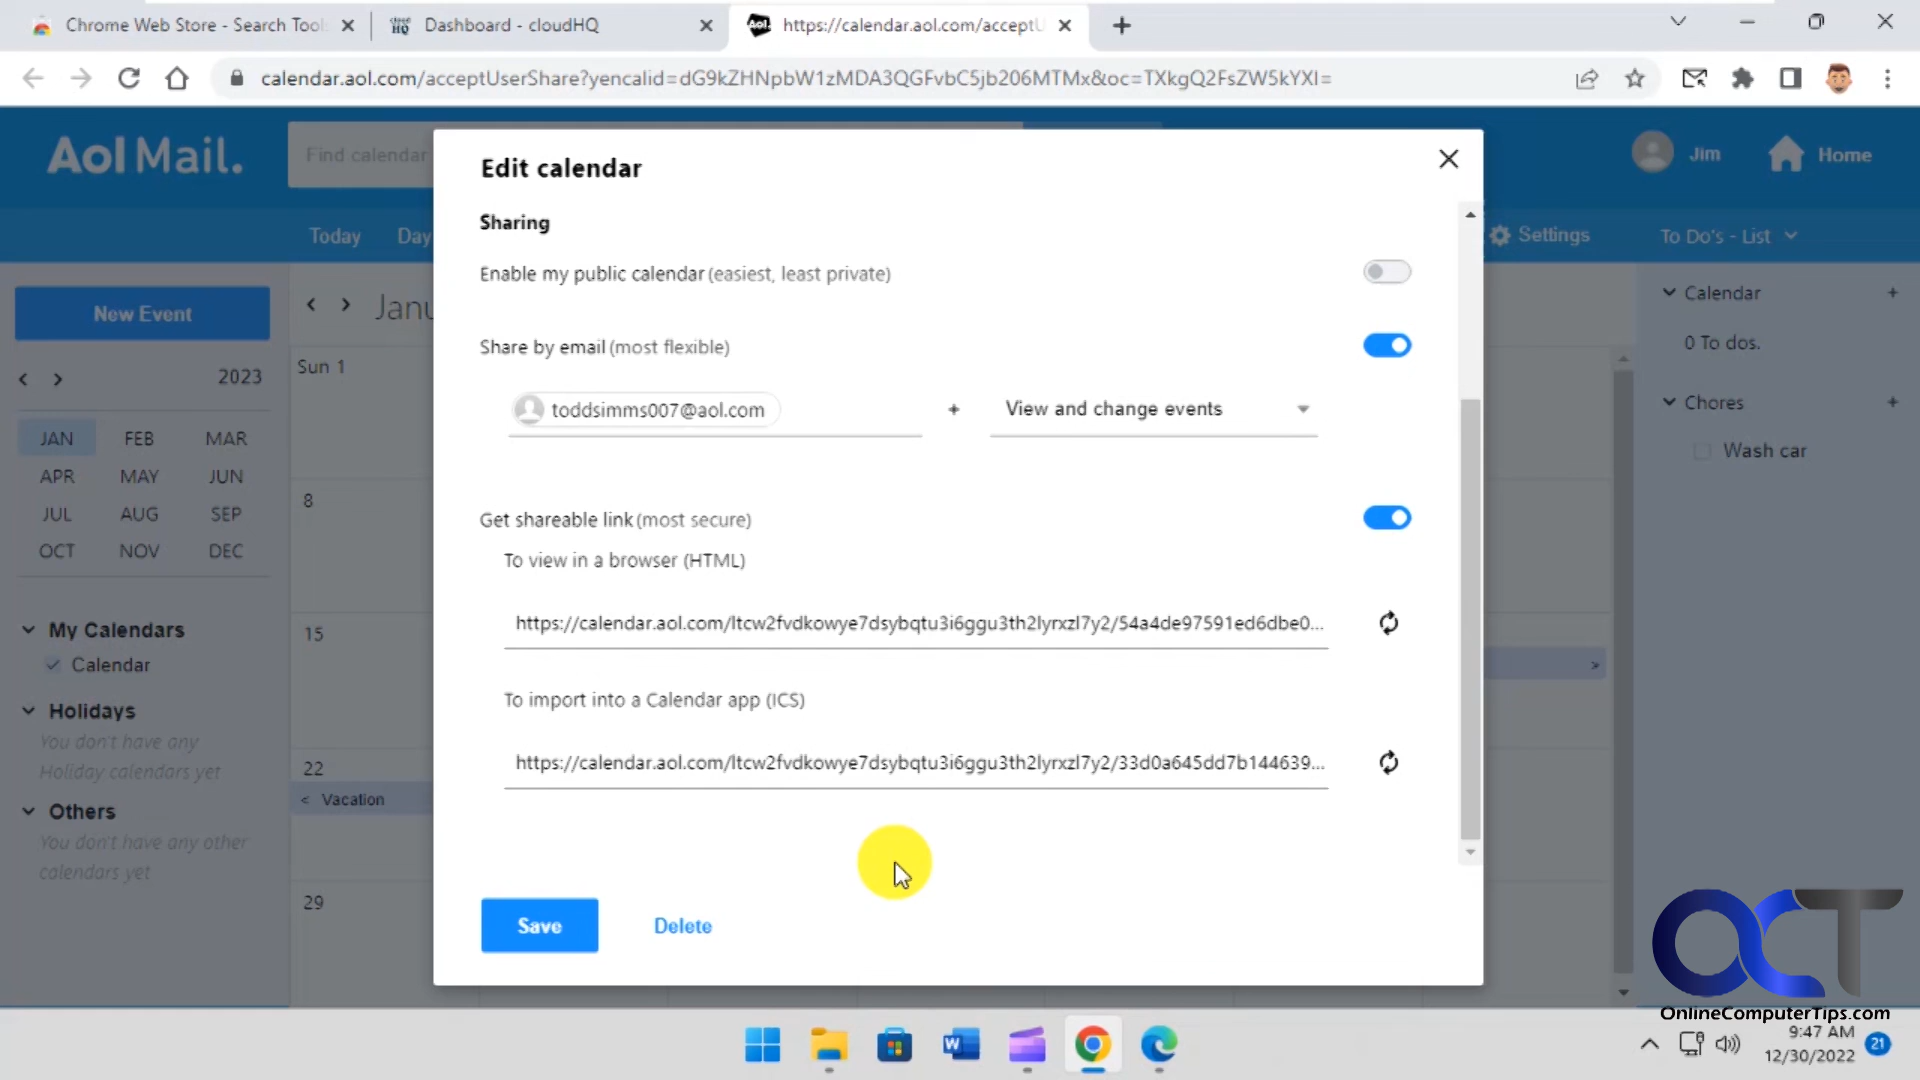 Chrome Web Store - Search Tools
Dashboard - cloudHQ
https://calendar.aol.com/acceptU
calendar.aol.com/acceptUserShare?yencalid=dG9kZHNpbW1zMDA3QGFvbC5jb206MTMx&oc=TXkgQ2FsZW5kYXI=
Aol Mail.
Find calendar
Jim
Home
Today
Day
Settings
To Do's - List
New Event
Janu
2023
JAN FEB MAR
APR MAY JUN
JUL AUG SEP
OCT NOV DEC
My Calendars
Calendar
Holidays
You don't have any
Holiday calendars yet
Others
You don't have any other
calendars yet
Sun 1
8
15
22
< Vacation
29
Edit calendar
Sharing
Enable my public calendar (easiest, least private)
Share by email (most flexible)
toddsimms007@aol.com
+
View and change events
Get shareable link (most secure)
To view in a browser (HTML)
https://calendar.aol.com/ltcw2fvdkowye7dsybqtu3i6ggu3th2lyrxzl7y2/54a4de97591ed6dbe0...
To import into a Calendar app (ICS)
https://calendar.aol.com/ltcw2fvdkowye7dsybqtu3i6ggu3th2lyrxzl7y2/33d0a645dd7b144639...
Save
Delete
Calendar +
0 To dos.
Chores +
Wash car
>
OCT
OnlineComputerTips.com
9:47 AM
12/30/2022
21